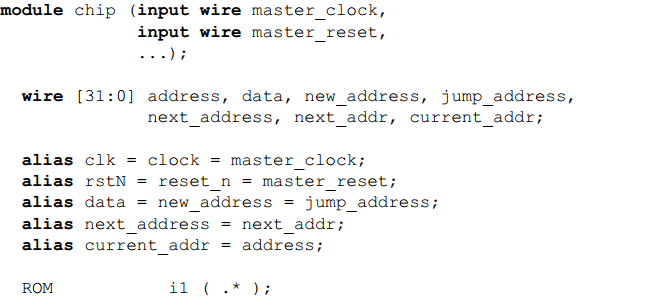 module chip (input wire master_clock,
input wire master_reset,
...);
wire [31:0] address, data, new_address, jump_address,
next_address, next_addr, current_addr;
alias clk = clock = master_clock;
alias rstN = reset_n = master_reset;
alias data = new_address = jump_address;
alias next_address = next_addr;
alias current_addr = address;
ROM i1 ( .* );